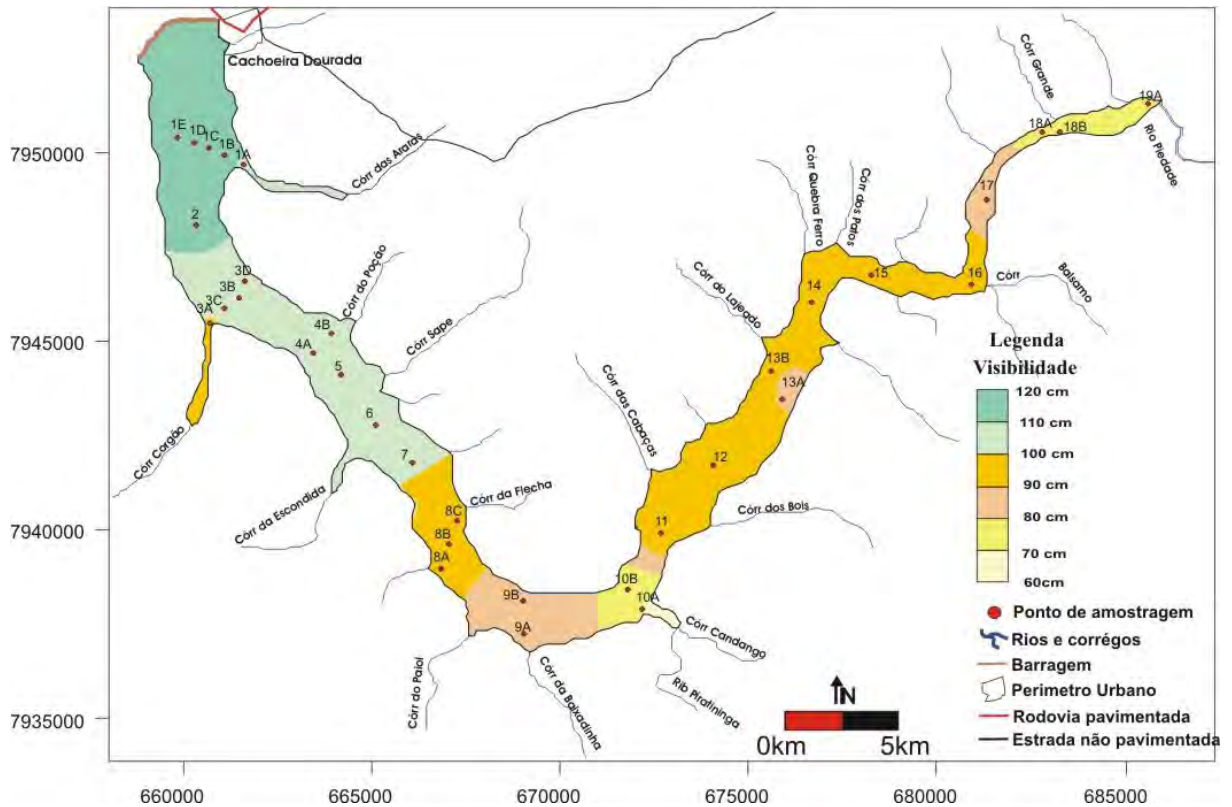 Cachoeira Dourada
7950000
7945000
7940000
7935000
660000
665000
670000
675000
680000
685000
1E
1D
1C
1B
1A
2
3D
3B
3C
3A
4B
4A
5
6
7
8C
8B
8A
9B
9A
10B
10A
11
12
13B
13A
14
15
16
17
18A
18B
19A
Córr das Araras
Córr do Poção
Córr Sape
Córr Corgão
Córr da Escondida
Córr da Flecha
Córr do Paiol
Córr da Baixadinha
Rib Piratininga
Córr Candango
Córr dos Bois
Córr das Cabaças
Córr do Lajeado
Córr Quebra Ferro
Córr dos Patos
Córr
Balsamo
Córr Grande
Rio Piedade
Legenda
Visibilidade
120 cm
110 cm
100 cm
90 cm
80 cm
70 cm
60cm
Ponto de amostragem
Rios e corrégos
Barragem
Perimetro Urbano
Rodovia pavimentada
Estrada não pavimentada
N
0km
5km